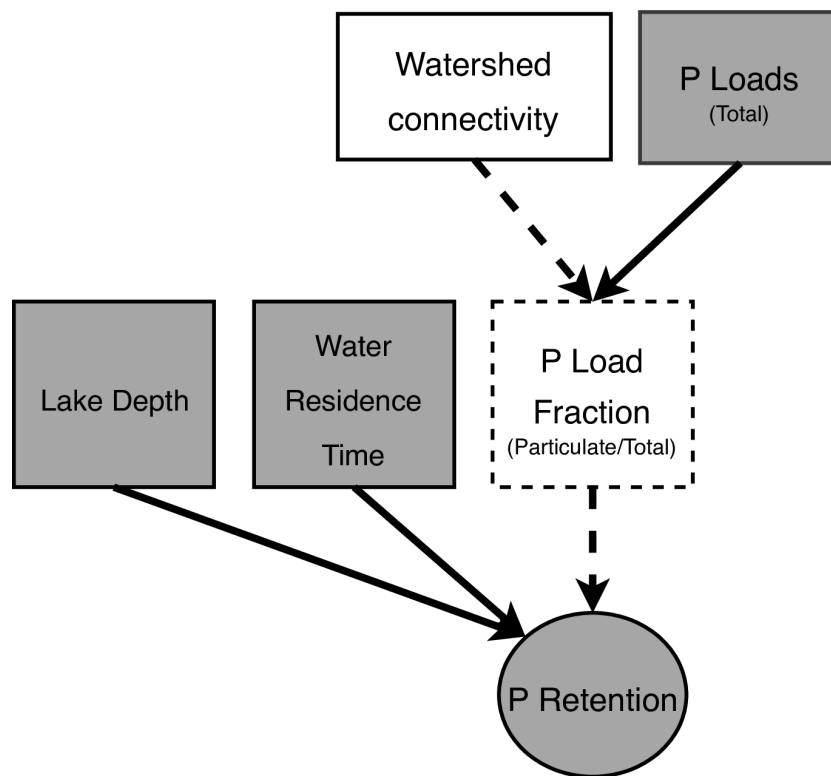 Watershed
connectivity
P Loads
(Total)
Lake Depth
Water
Residence
Time
P Load
Fraction
(Particulate/Total)
P Retention